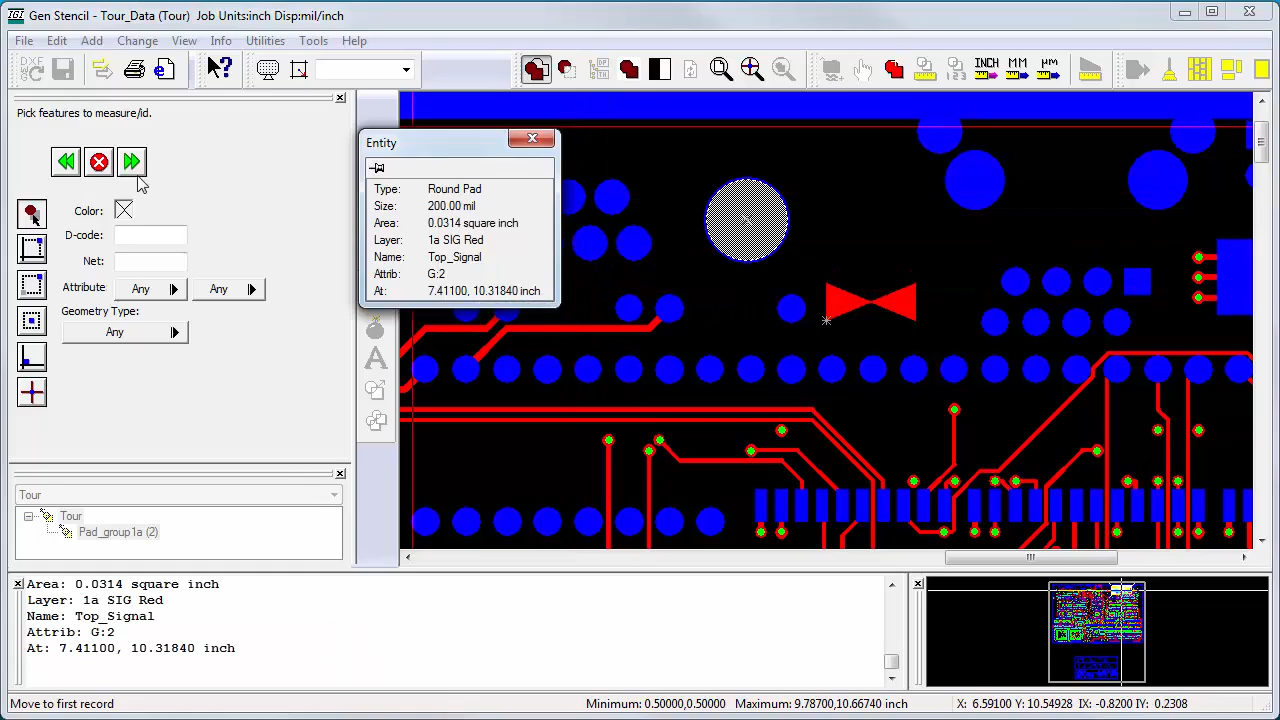 IGI Gen Stencil - Tour_Data (Tour) Job Units:inch Disp:mil/inch
File Edit Add Change View Info Utilities Tools Help
DXF
INCH MM µm
Pick features to measure/id.
Color:
D-code:
Net:
Attribute: Any Any
Geometry Type:
Any
Entity
Type: Round Pad
Size: 200.00 mil
Area: 0.0314 square inch
Layer: 1a SIG Red
Name: Top_Signal
Attrib: G:2
At: 7.41100, 10.31840 inch
A
Tour
Tour
Pad_group1a (2)
Area: 0.0314 square inch
Layer: 1a SIG Red
Name: Top_Signal
Attrib: G:2
At: 7.41100, 10.31840 inch
Move to first record Minimum: 0.50000,0.50000 Maximum: 9.78700,10.66740 inch X: 6.59100 Y: 10.54928 IX: -0.8200 IY, 0.2308